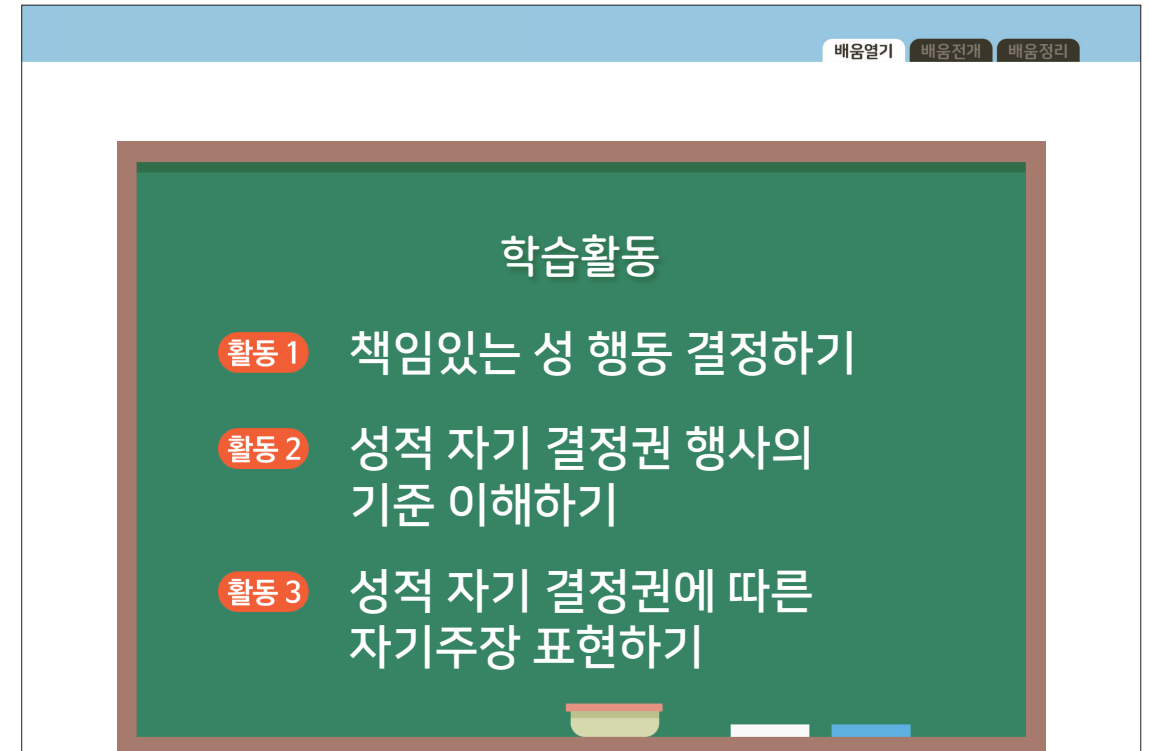 배움열기 배움전개 배움정리
학습활동
활동 1 책임있는 성 행동 결정하기
활동 2 성적 자기 결정권 행사의
기준 이해하기
활동 3 성적 자기 결정권에 따른
자기주장 표현하기